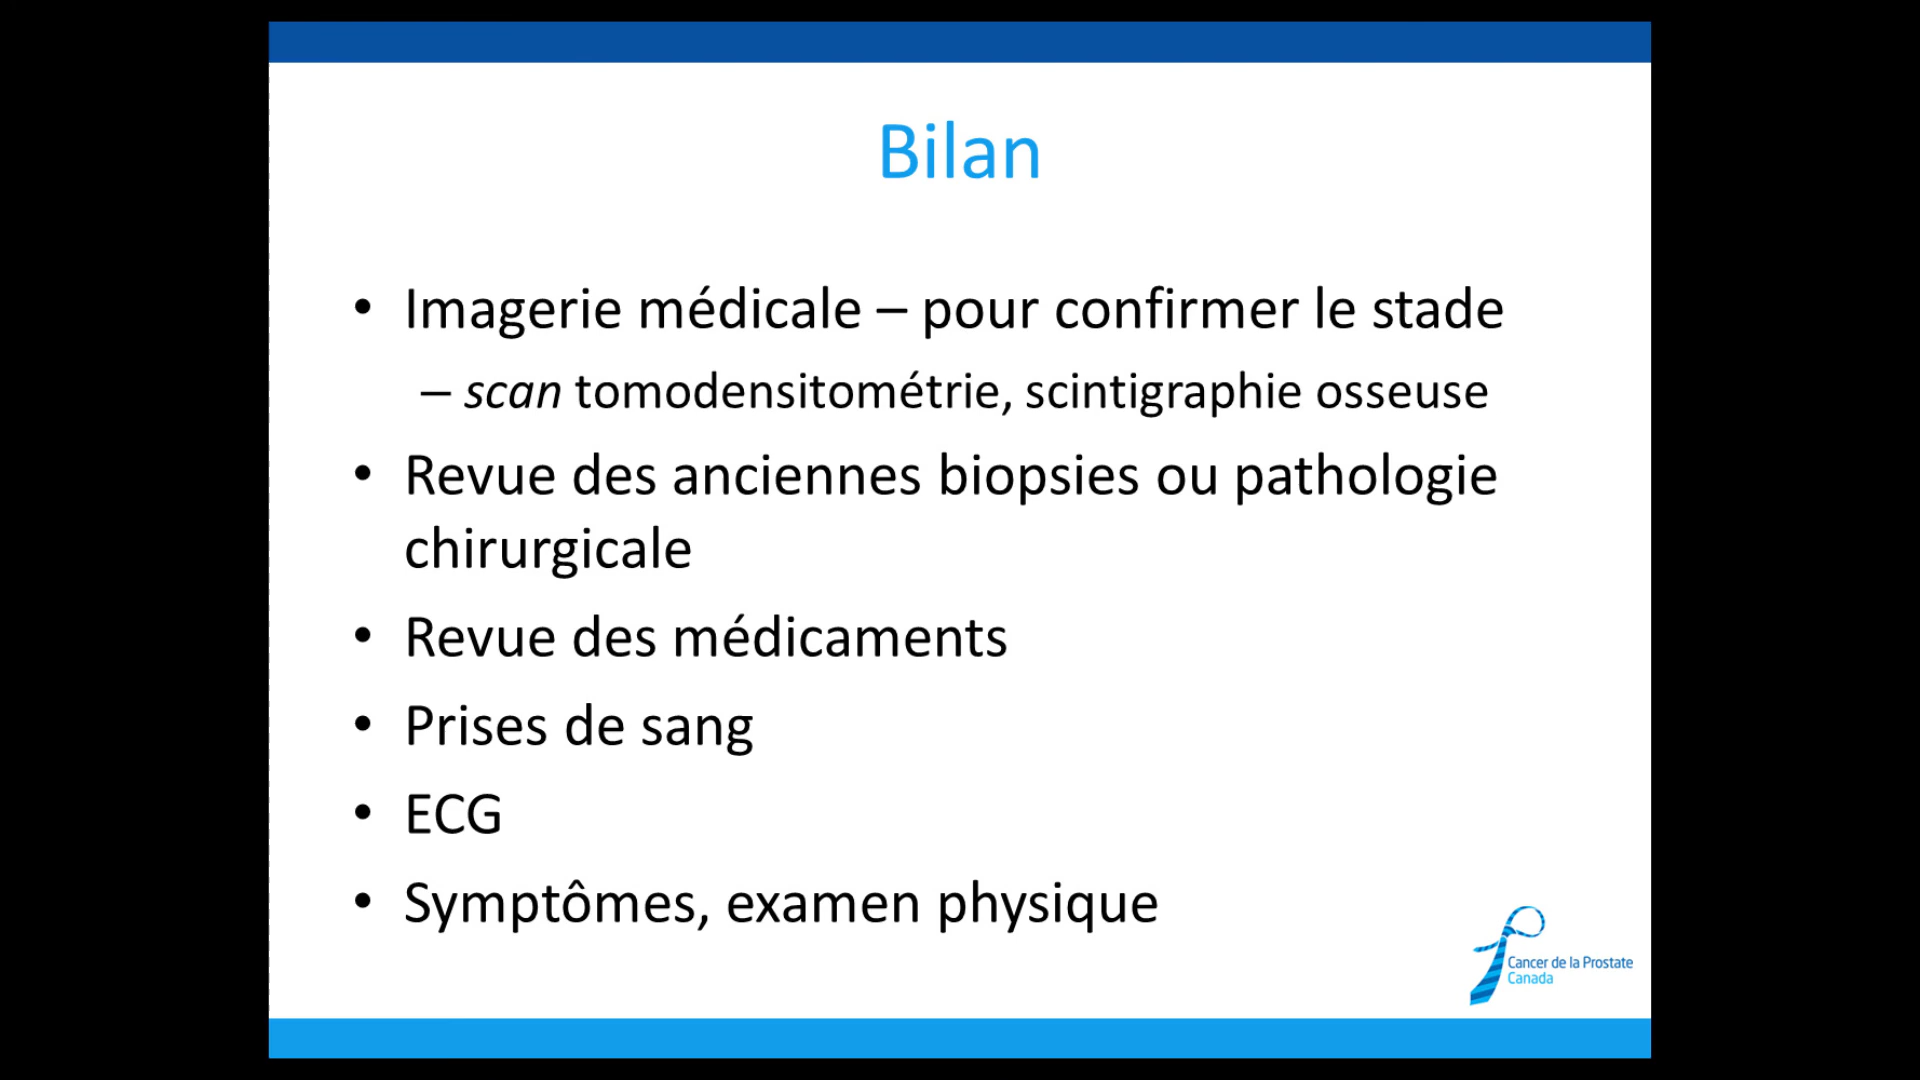 Bilan
• Imagerie médicale – pour confirmer le stade
– scan tomodensitométrie, scintigraphie osseuse
• Revue des anciennes biopsies ou pathologie
chirurgicale
• Revue des médicaments
• Prises de sang
• ECG
• Symptômes, examen physique
Cancer de la Prostate
Canada